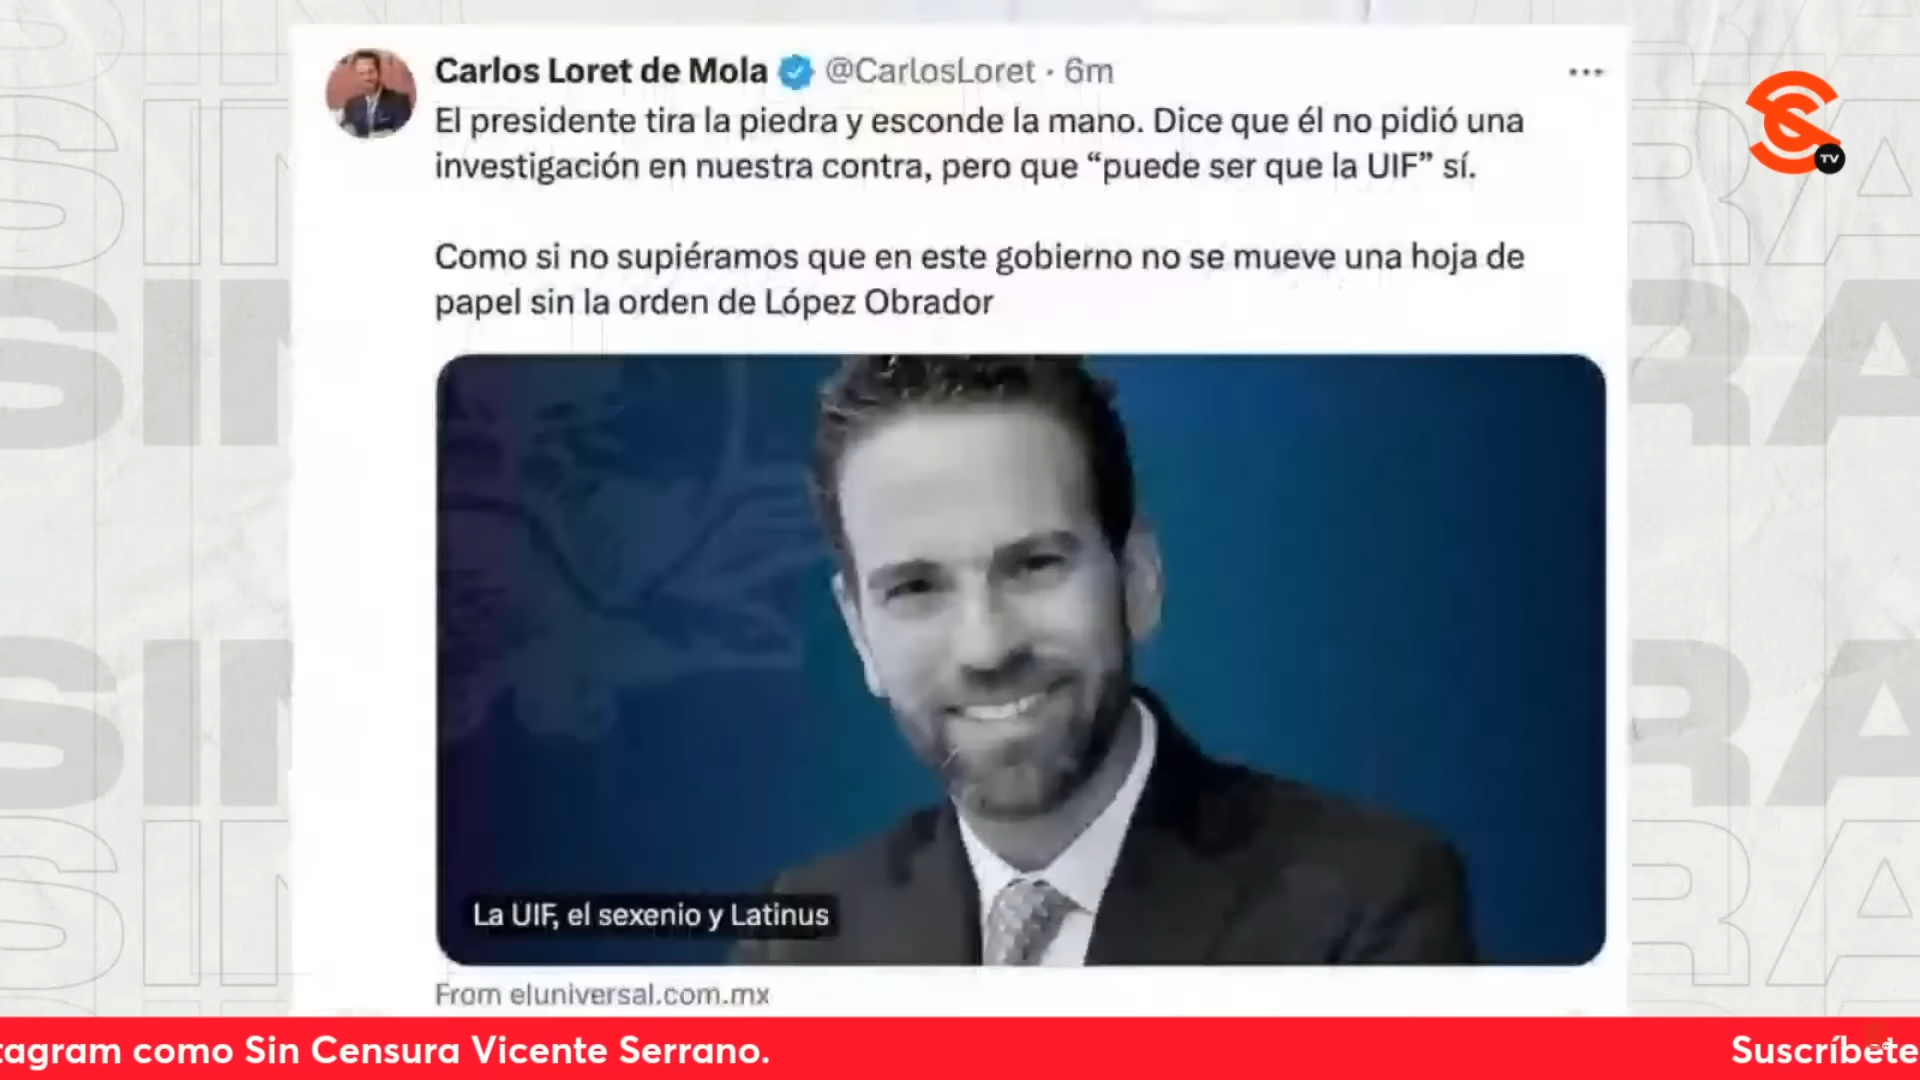 Carlos Loret de Mola @CarlosLoret · 6m
El presidente tira la piedra y esconde la mano. Dice que él no pidió una
investigación en nuestra contra, pero que “puede ser que la UIF” sí.
Como si no supiéramos que en este gobierno no se mueve una hoja de
papel sin la orden de López Obrador
TV
La UIF, el sexenio y Latinus
From eluniversal.com.mx
tagram como Sin Censura Vicente Serrano.
Suscríbete